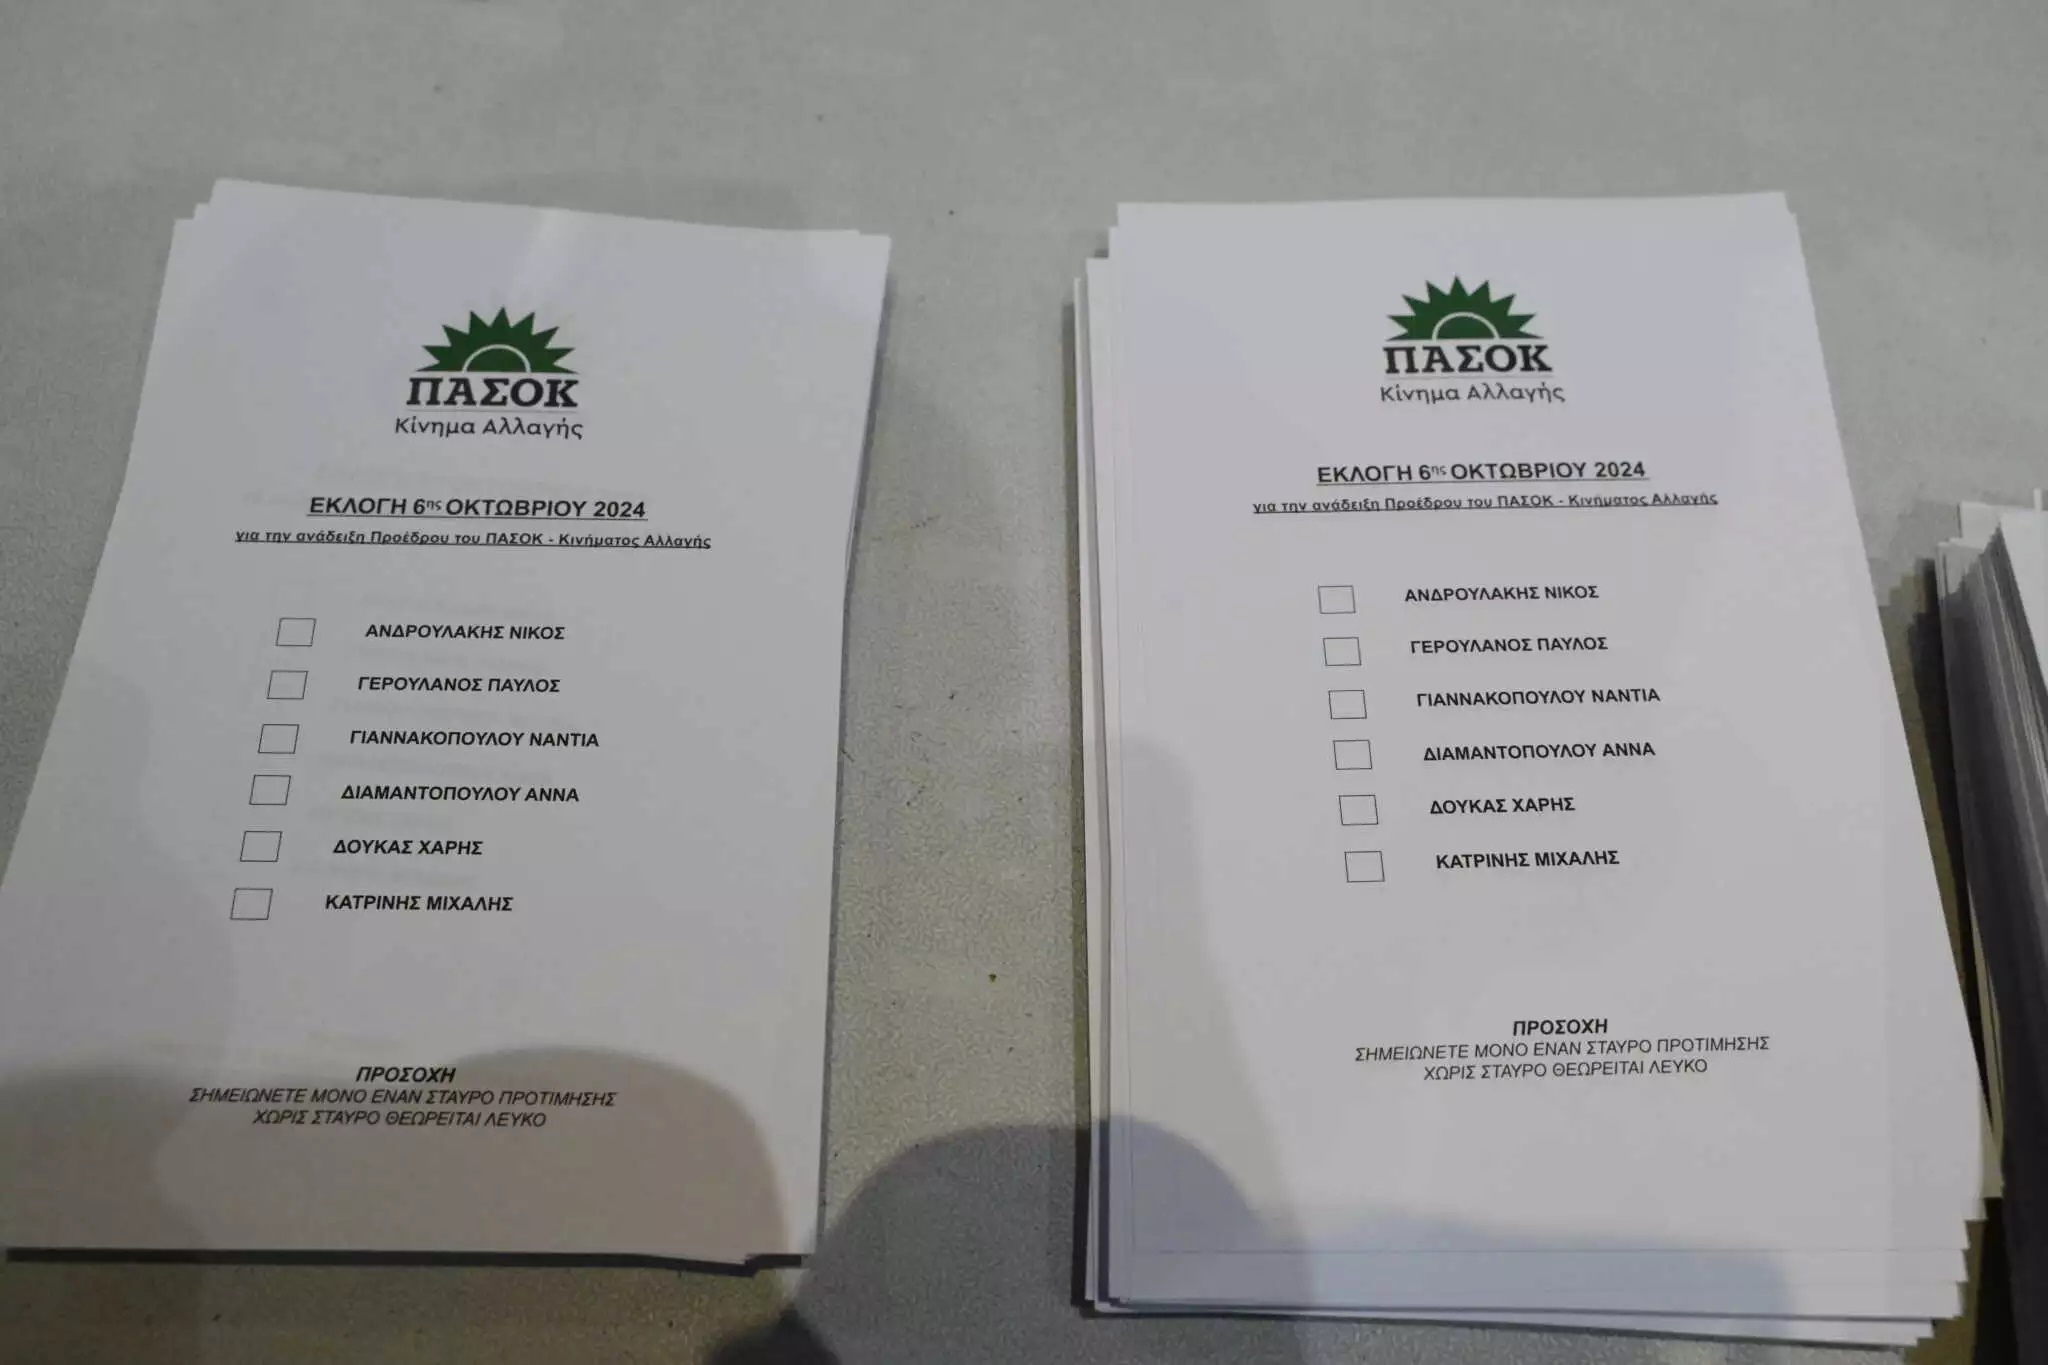 ΠΑΣΟΚ
Κίνημα Αλλαγής
ΕΚΛΟΓΗ 6ης ΟΚΤΩΒΡΙΟΥ 2024
για την ανάδειξη Προέδρου του ΠΑΣΟΚ - Κινήματος Αλλαγής
ΑΝΔΡΟΥΛΑΚΗΣ ΝΙΚΟΣ
ΓΕΡΟΥΛΑΝΟΣ ΠΑΥΛΟΣ
ΓΙΑΝΝΑΚΟΠΟΥΛΟΥ ΝΑΝΤΙΑ
ΔΙΑΜΑΝΤΟΠΟΥΛΟΥ ΑΝΝΑ
ΔΟΥΚΑΣ ΧΑΡΗΣ
ΚΑΤΡΙΝΗΣ ΜΙΧΑΛΗΣ
ΠΡΟΣΟΧΗ
ΣΗΜΕΙΩΝΕΤΕ ΜΟΝΟ ΕΝΑΝ ΣΤΑΥΡΟ ΠΡΟΤΙΜΗΣΗΣ
ΧΩΡΙΣ ΣΤΑΥΡΟ ΘΕΩΡΕΙΤΑΙ ΛΕΥΚΟ
ΠΑΣΟΚ
Κίνημα Αλλαγής
ΕΚΛΟΓΗ 6ης ΟΚΤΩΒΡΙΟΥ 2024
για την ανάδειξη Προέδρου του ΠΑΣΟΚ - Κινήματος Αλλαγής
ΑΝΔΡΟΥΛΑΚΗΣ ΝΙΚΟΣ
ΓΕΡΟΥΛΑΝΟΣ ΠΑΥΛΟΣ
ΓΙΑΝΝΑΚΟΠΟΥΛΟΥ ΝΑΝΤΙΑ
ΔΙΑΜΑΝΤΟΠΟΥΛΟΥ ΑΝΝΑ
ΔΟΥΚΑΣ ΧΑΡΗΣ
ΚΑΤΡΙΝΗΣ ΜΙΧΑΛΗΣ
ΠΡΟΣΟΧΗ
ΣΗΜΕΙΩΝΕΤΕ ΜΟΝΟ ΕΝΑΝ ΣΤΑΥΡΟ ΠΡΟΤΙΜΗΣΗΣ
ΧΩΡΙΣ ΣΤΑΥΡΟ ΘΕΩΡΕΙΤΑΙ ΛΕΥΚΟ